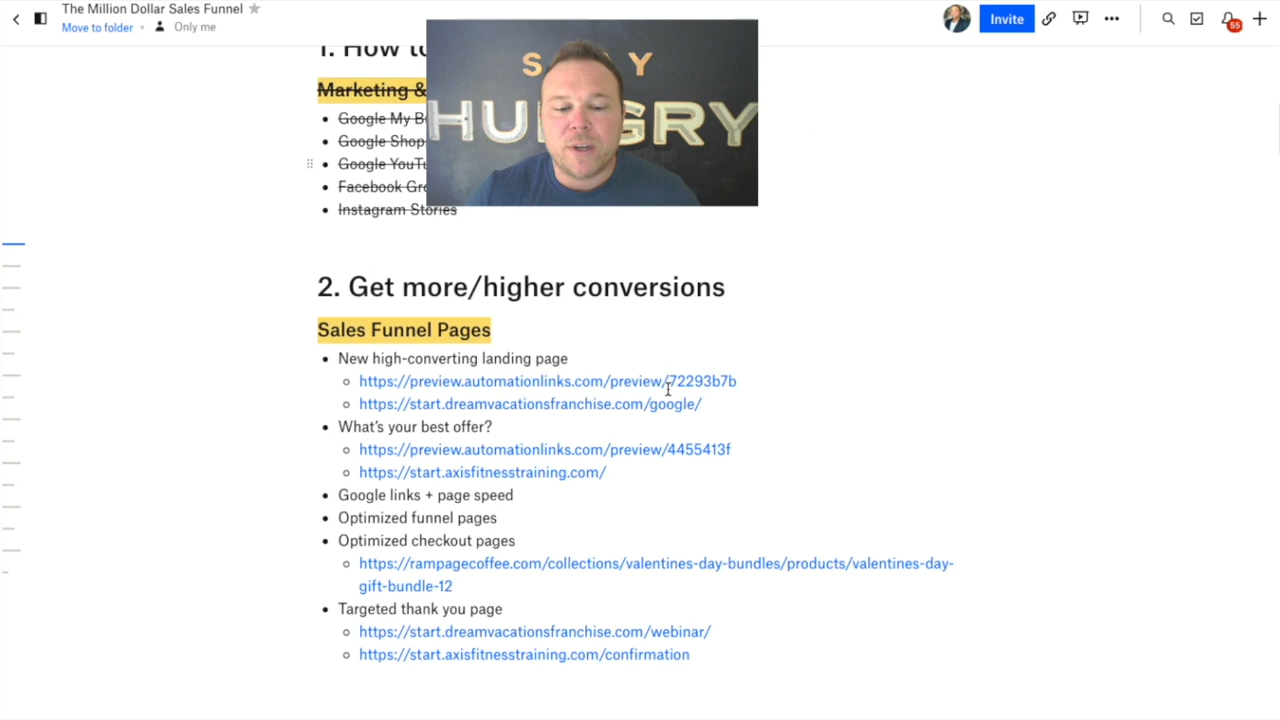 The Million Dollar Sales Funnel
Move to folder • Only me
Invite
55
1. How to
Marketing &
Google My
Google Shop
Google
Facebook
Instagram Stories
HUNGRY
2. Get more/higher conversions
Sales Funnel Pages
New high-converting landing page
https://preview.automationlinks.com/preview/72293b7b
https://start.dreamvacationsfranchise.com/google/
What's your best offer?
https://preview.automationlinks.com/preview/4455413f
https://start.axisfitnesstraining.com/
Google links + page speed
Optimized funnel pages
Optimized checkout pages
https://rampagecoffee.com/collections/valentines-day-bundles/products/valentines-day-
gift-bundle-12
Targeted thank you page
https://start.dreamvacationsfranchise.com/webinar/
https://start.axisfitnesstraining.com/confirmation